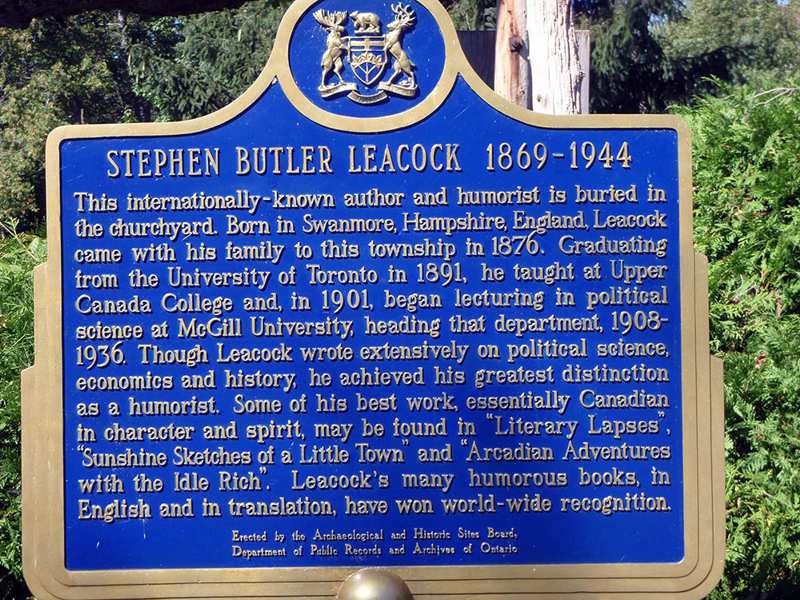 STEPHEN BUTLER LEACOCK 1869-1944
This internationally-known author and humorist is buried in
the churchyard. Born in Swanmore, Hampshire, England, Leacock
came with his family to this township in 1876. Graduating
from the University of Toronto in 1891, he taught at Upper
Canada College and, in 1901, began lecturing in political
science at McGill University, heading that department, 1908-
1936. Though Leacock wrote extensively on political science,
economics and history, he achieved his greatest distinction
as a humorist. Some of his best work, essentially Canadian
in character and spirit, may be found in "Literary Lapses",
"Sunshine Sketches of a Little Town" and "Arcadian Adventures
with the Idle Rich". Leacock's many humorous books, in
English and in translation, have won world-wide recognition.
Erected by the Archaeological and Historic Sites Board,
Department of Public Records and Archives of Ontario